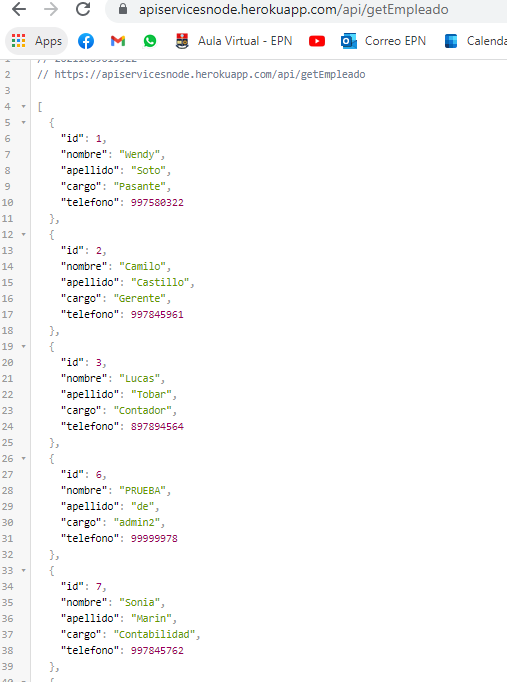 apiservicesnode.herokuapp.com/api/getEmpleado
Apps Aula Virtual - EPN Correo EPN Calenda
2 // https://apiservicesnode.herokuapp.com/api/getEmpleado
3
4 [
5 {
6 "id": 1,
7 "nombre": "Wendy",
8 "apellido": "Soto",
9 "cargo": "Pasante",
10 "telefono": 997580322
11 },
12 {
13 "id": 2,
14 "nombre": "Camilo",
15 "apellido": "Castillo",
16 "cargo": "Gerente",
17 "telefono": 997845961
18 },
19 {
20 "id": 3,
21 "nombre": "Lucas",
22 "apellido": "Tobar",
23 "cargo": "Contador",
24 "telefono": 897894564
25 },
26 {
27 "id": 6,
28 "nombre": "PRUEBA",
29 "apellido": "de",
30 "cargo": "admin2",
31 "telefono": 99999978
32 },
33 {
34 "id": 7,
35 "nombre": "Sonia",
36 "apellido": "Marin",
37 "cargo": "Contabilidad",
38 "telefono": 997845762
39 },